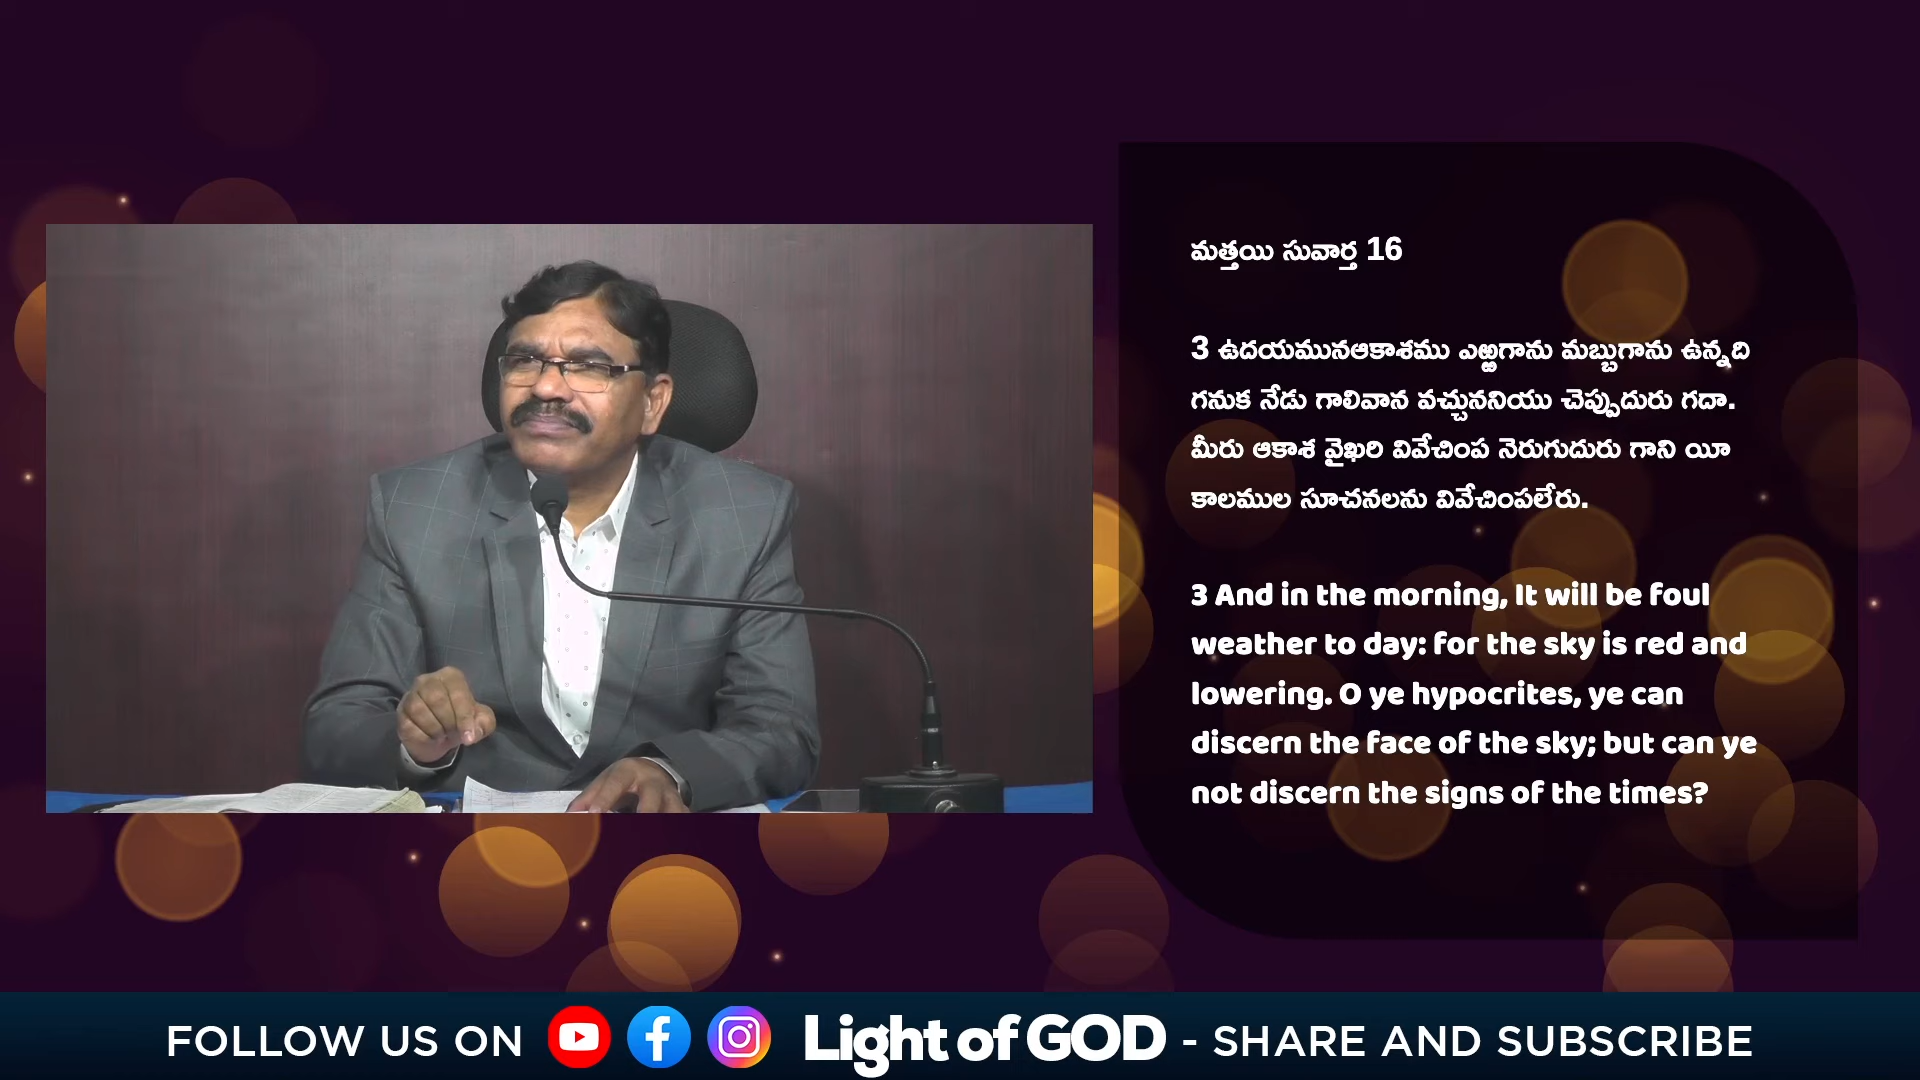 మత్తయి సువార్త 16
3 ఉదయమునఆకాశము ఎఱ్ఱగాను మబ్బుగాను ఉన్నది
గనుక నేడు గాలివాన వచ్చుననియు చెప్పుదురు గదా.
మీరు ఆకాశ వైఖరి వివేచింప నెరుగుదురు గాని యీ
కాలముల సూచనలను వివేచింపలేరు.
3 And in the morning, It will be foul
weather to day: for the sky is red and
lowering. O ye hypocrites, ye can
discern the face of the sky; but can ye
not discern the signs of the times?
FOLLOW US ON Light of GOD - SHARE AND SUBSCRIBE